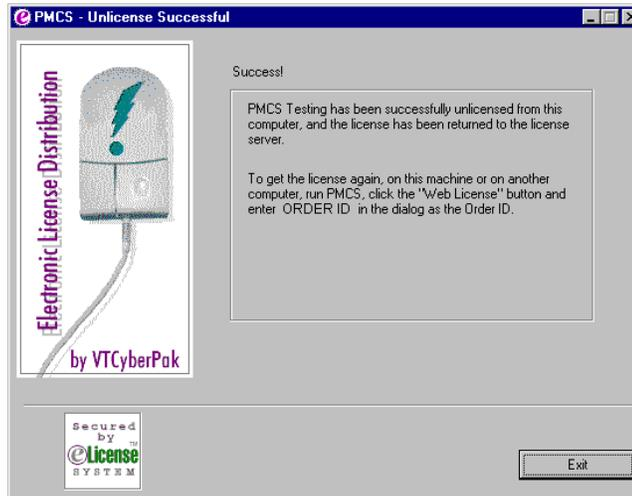 PMCS - Unlicense Successful
Electronic License Distribution
by VTCyberPak
Success!
PMCS Testing has been successfully unlicensed from this
computer, and the license has been returned to the license
server.
To get the license again, on this machine or on another
computer, run PMCS, click the "Web License" button and
enter ORDER ID in the dialog as the Order ID.
Secured
by
eLicense TM
SYSTEM
Exit